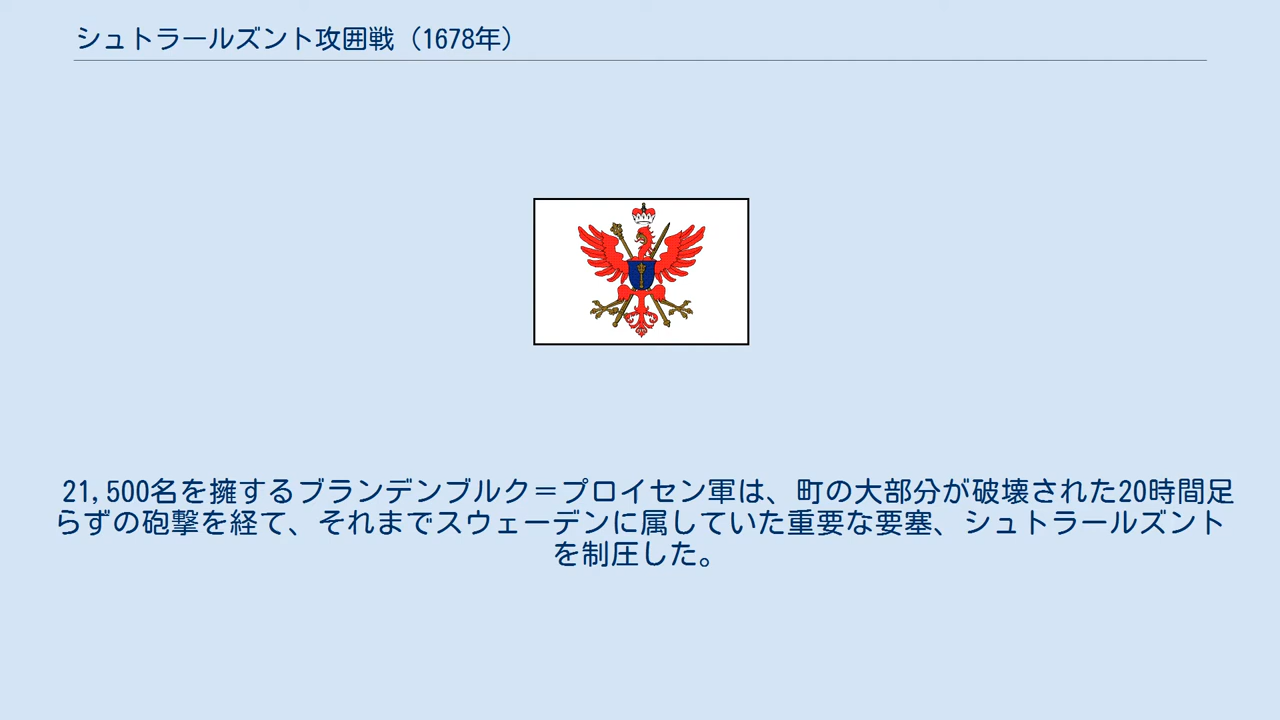 シュトラールズント攻囲戦（1678年）
21,500名を擁するブランデンブルク＝プロイセン軍は、町の大部分が破壊された20時間足
らずの砲撃を経て、それまでスウェーデンに属していた重要な要塞、シュトラールズント
を制圧した。